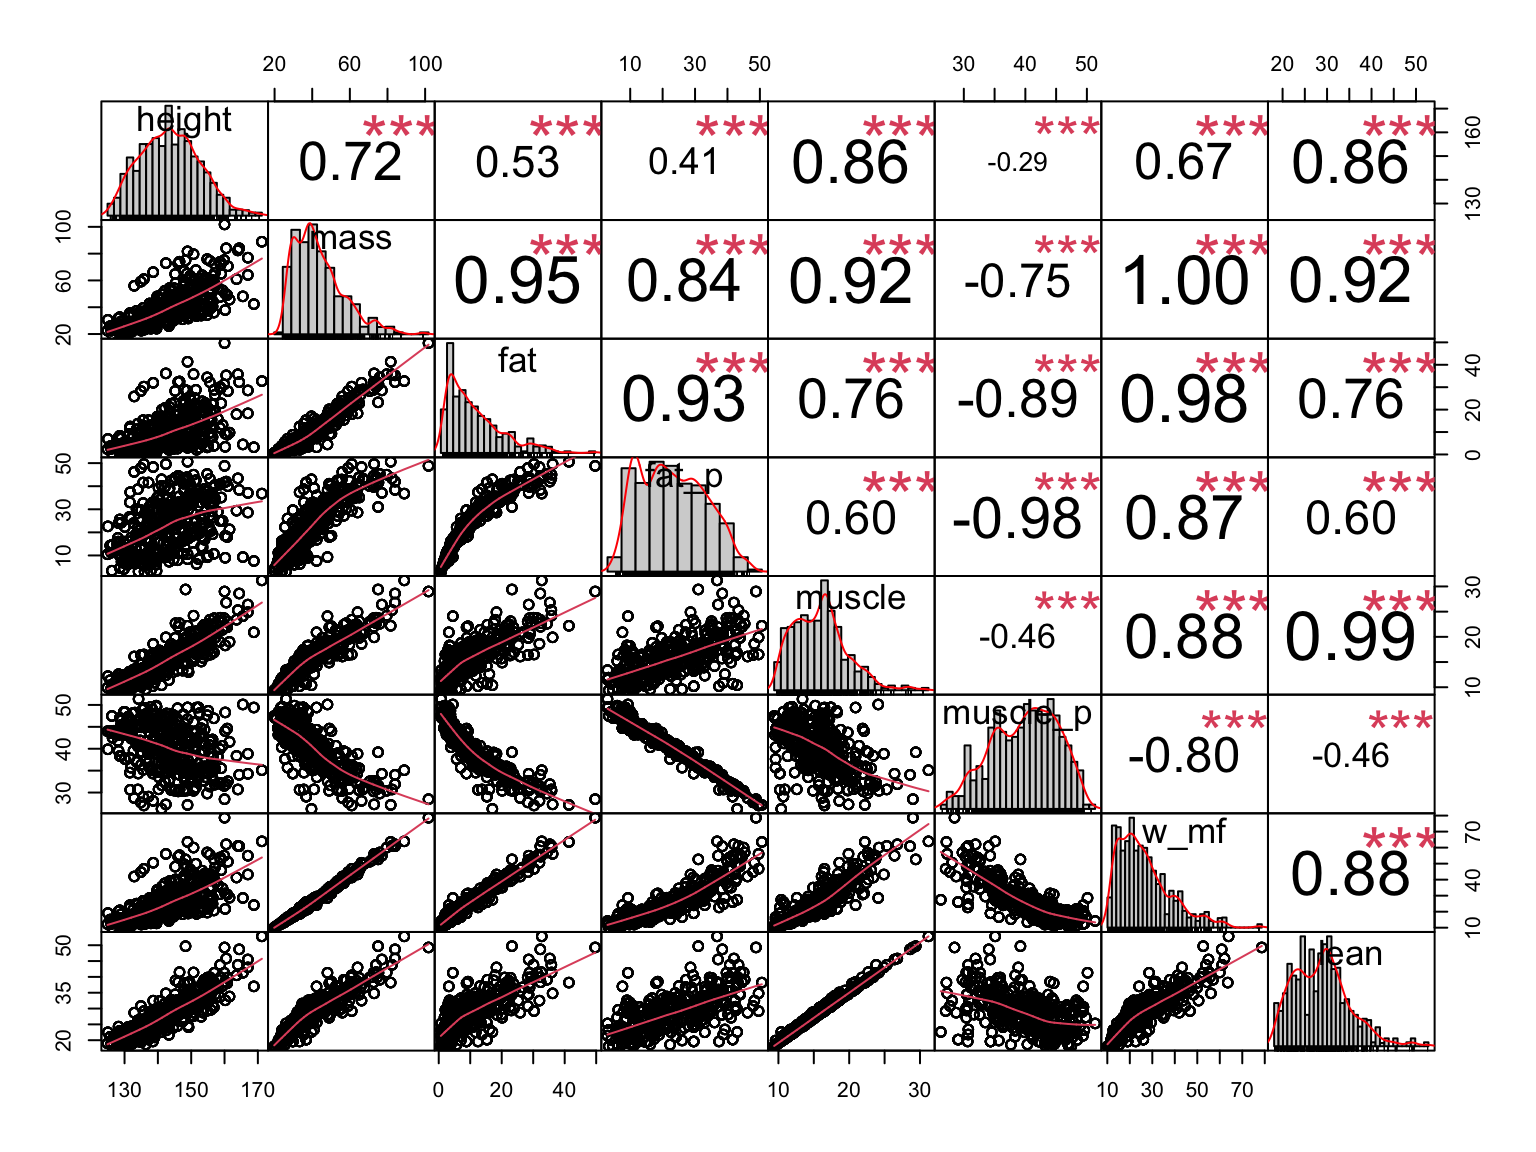 20 60 100 10 30 50 30 40 50 20 30 40 50
height *** 0.72 *** 0.53 *** 0.41 *** 0.86 *** -0.29 *** 0.67 *** 0.86 130 160
20 60 100 mass *** 0.95 *** 0.84 *** 0.92 *** -0.75 *** 1.00 *** 0.92
fat *** 0.93 *** 0.76 *** -0.89 *** 0.98 *** 0.76 0 20 40
10 30 50 fat_p *** 0.60 *** -0.98 *** 0.87 *** 0.60
muscle *** -0.46 *** 0.88 *** 0.99 10 20 30
30 40 50 muscle_p *** -0.80 *** -0.46
w_mf *** 0.88 10 40 70
20 35 50 lean
130 150 170 0 20 40 10 20 30 10 30 50 70